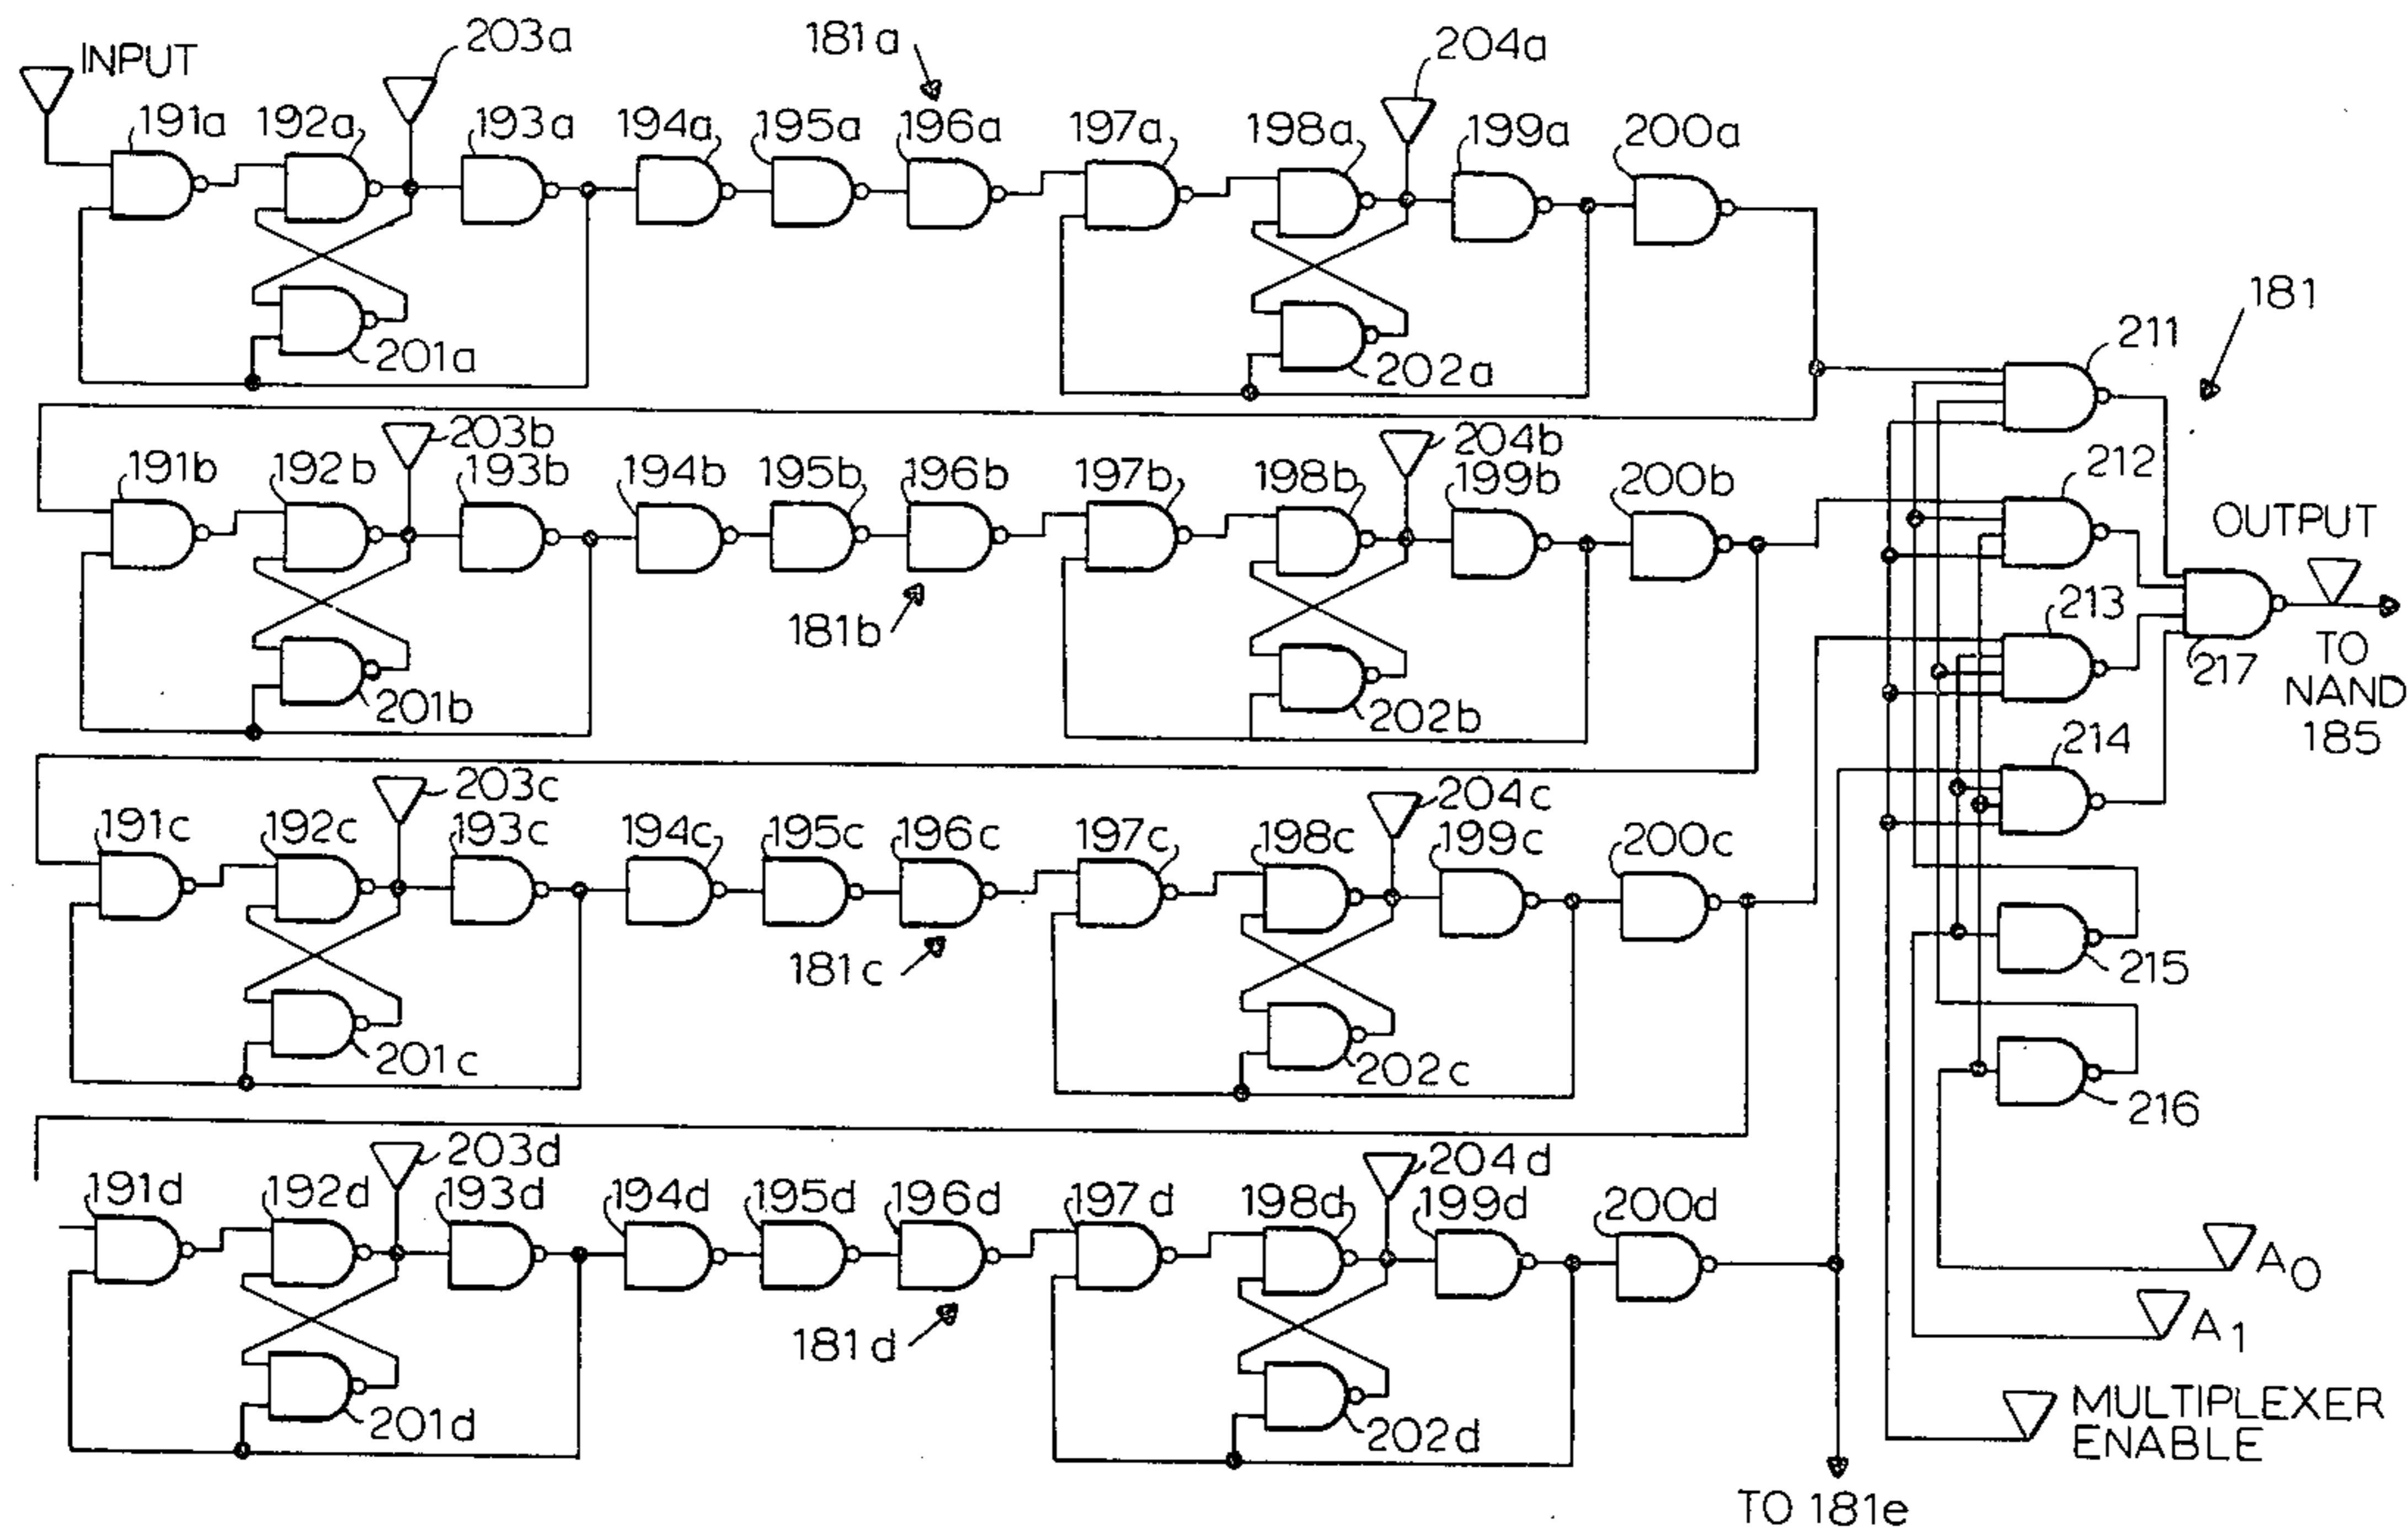 INPUT
203a
181a
204a
191a
192a
193a
194a
195a
196a
197a
198a
199a
200a
201a
202a
181
211
203b
204b
191b
192b
193b
194b
195b
196b
197b
198b
199b
200b
212
OUTPUT
181b
213
201b
202b
217
TO
NAND
185
214
203c
204c
191c
192c
193c
194c
195c
196c
197c
198c
199c
200c
181c
215
201c
202c
216
203d
204d
191d
192d
193d
194d
195d
196d
197d
198d
199d
200d
A0
181d
A1
201d
202d
MULTIPLEXER
ENABLE
TO 181e